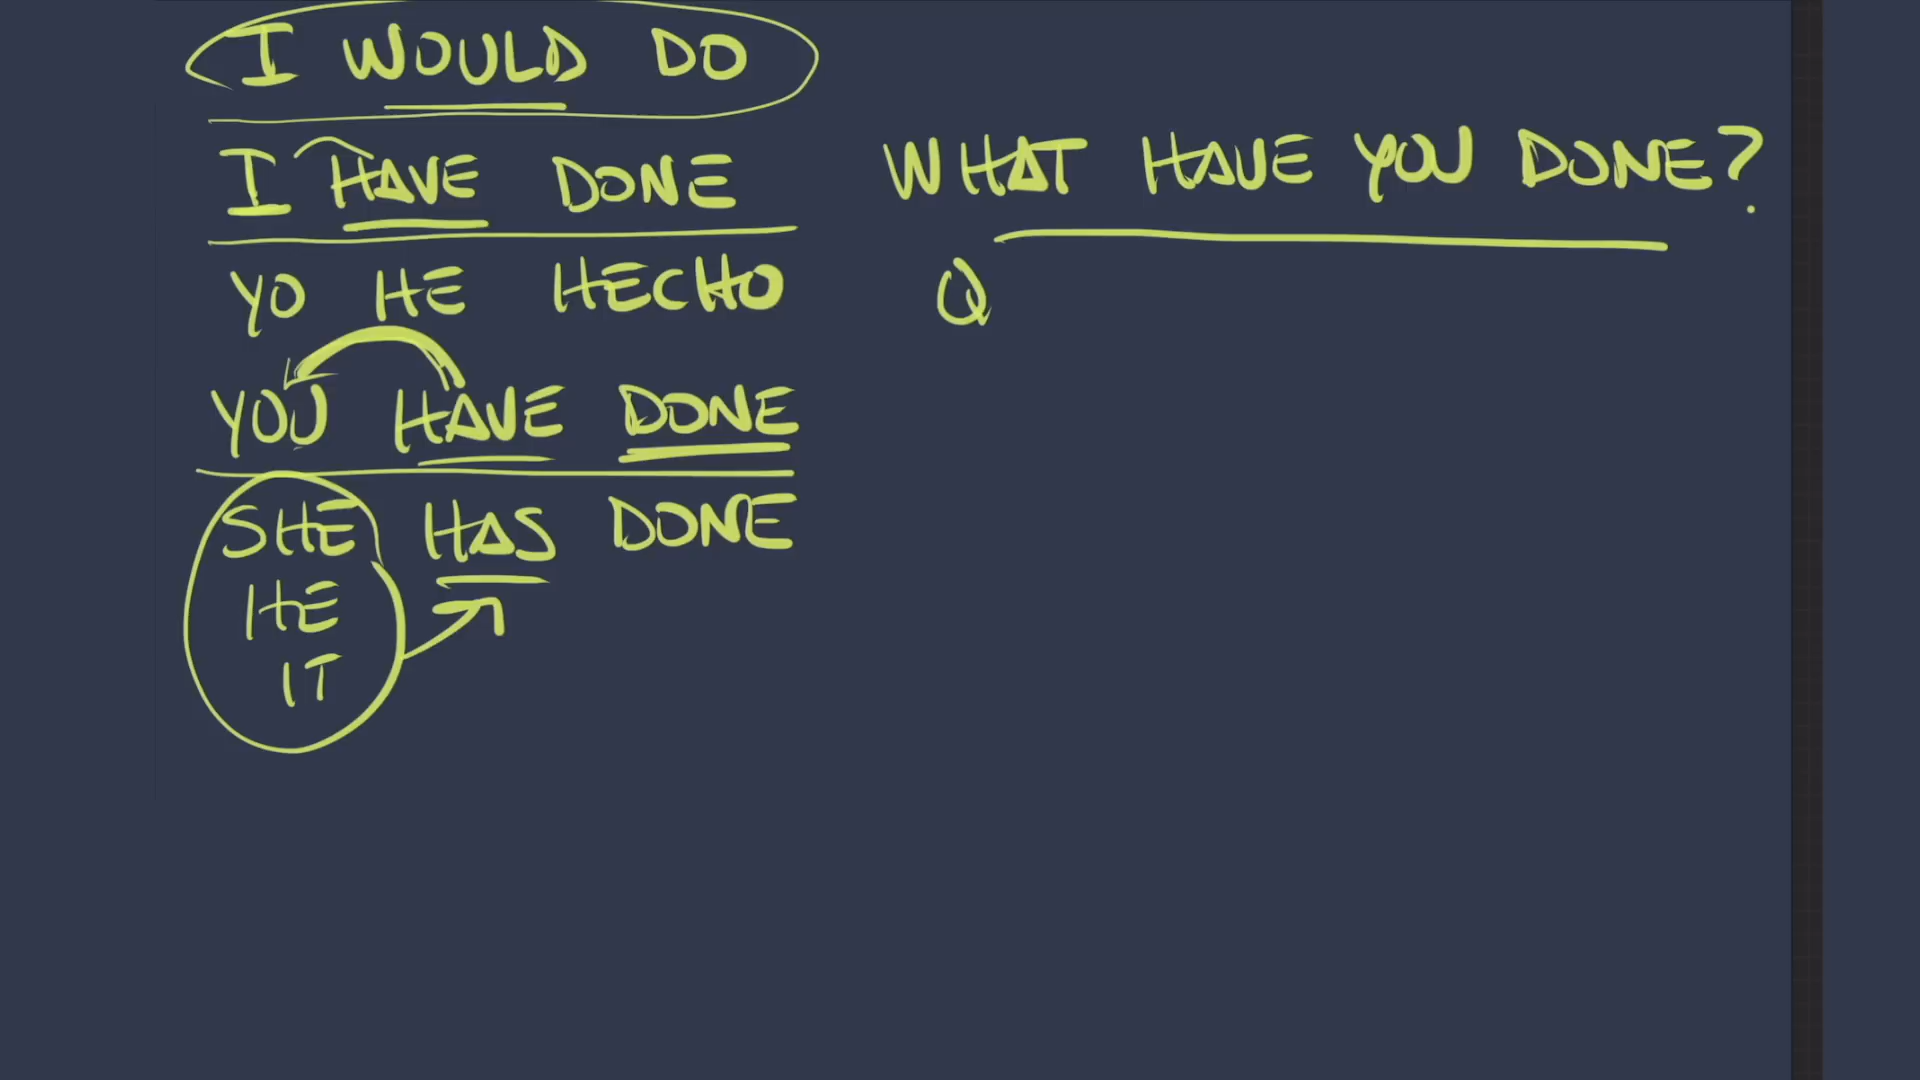 I WOULD DO
I HAVE DONE
YO HE HECHO
YOU HAVE DONE
SHE HAS DONE
HE
IT
WHAT HAVE YOU DONE?
Q